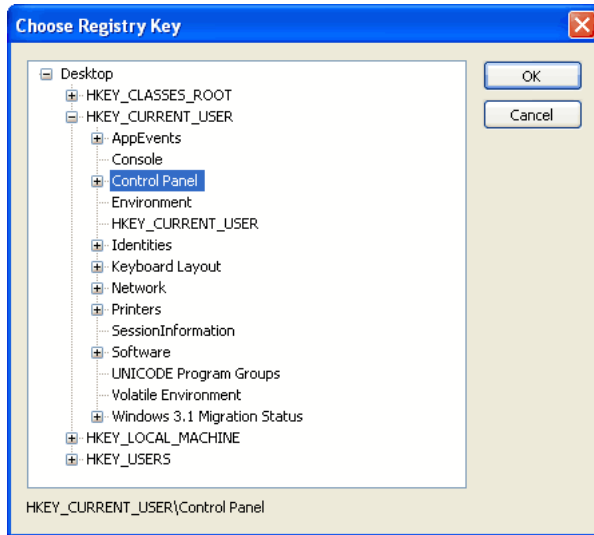 Choose Registry Key
Desktop
OK
HKEY_CLASSES_ROOT
HKEY_CURRENT_USER
Cancel
AppEvents
Console
Control Panel
Environment
HKEY_CURRENT_USER
Identities
Keyboard Layout
Network
Printers
SessionInformation
Software
UNICODE Program Groups
Volatile Environment
Windows 3.1 Migration Status
HKEY_LOCAL_MACHINE
HKEY_USERS
HKEY_CURRENT_USER\Control Panel